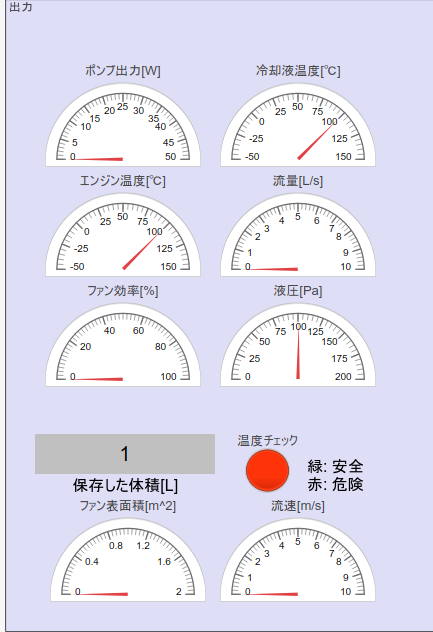 出力
ポンプ出力[W]
0 5 10 15 20 25 30 35 40 45 50
冷却液温度[℃]
-50 -25 0 25 50 75 100 125 150
エンジン温度[℃]
-50 -25 0 25 50 75 100 125 150
流量[L/s]
0 1 2 3 4 5 6 7 8 9 10
ファン効率[%]
0 20 40 60 80 100
液圧[Pa]
0 25 50 75 100 125 150 175 200
1
保存した体積[L]
温度チェック
緑: 安全
赤: 危険
ファン表面積[m^2]
0 0.4 0.8 1.2 1.6 2
流速[m/s]
0 1 2 3 4 5 6 7 8 9 10